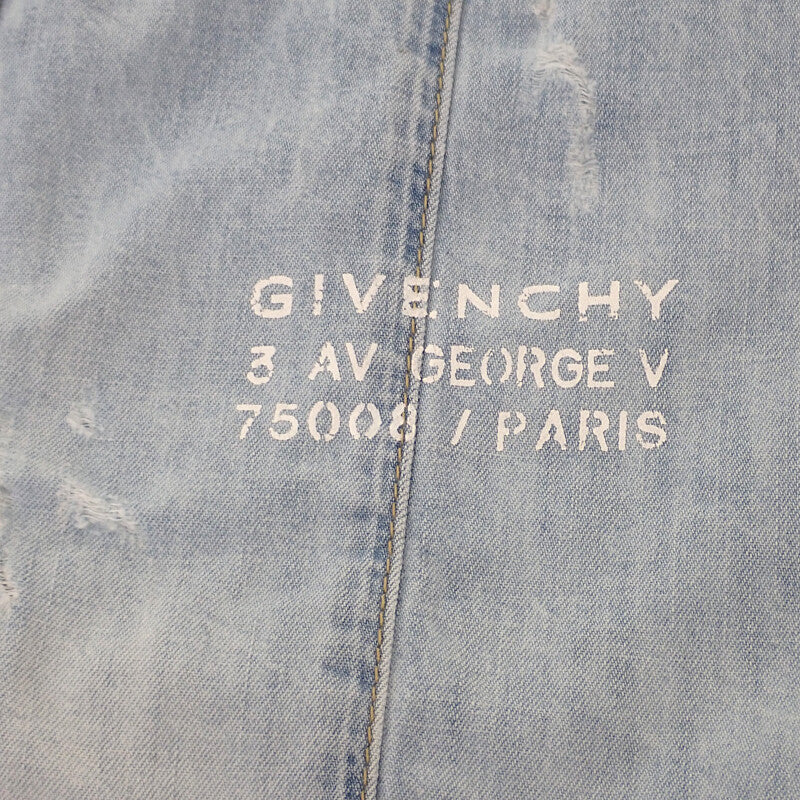 GIVENCHY
3 AV GEORGE V
75008 / PARIS